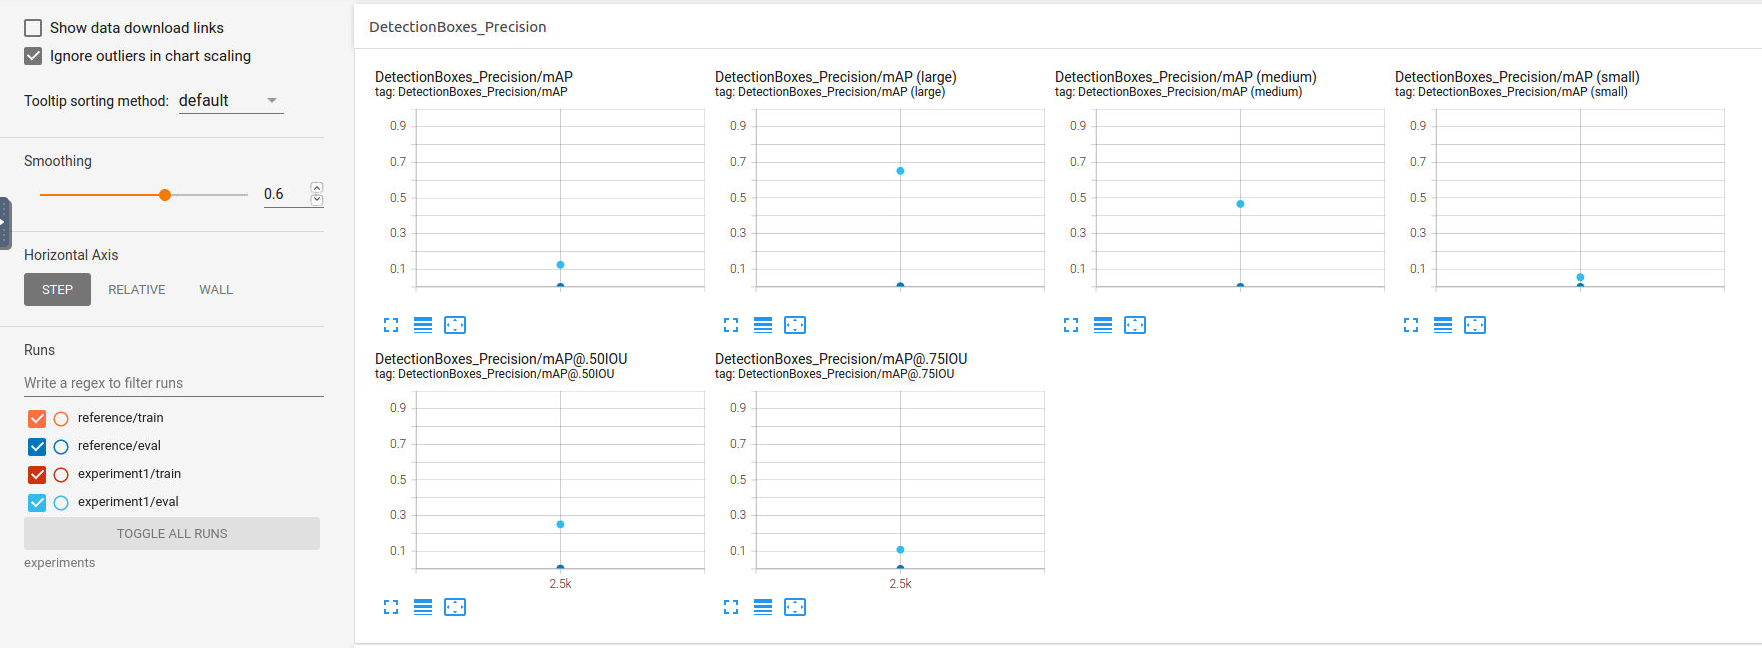 Show data download links
Ignore outliers in chart scaling
Tooltip sorting method: default
Smoothing
0.6
Horizontal Axis
STEP RELATIVE WALL
Runs
Write a regex to filter runs
reference/train
reference/eval
experiment1/train
experiment1/eval
TOGGLE ALL RUNS
experiments
DetectionBoxes_Precision
DetectionBoxes_Precision/mAP
tag: DetectionBoxes_Precision/mAP
0.9
0.7
0.5
0.3
0.1
DetectionBoxes_Precision/mAP (large)
tag: DetectionBoxes_Precision/mAP (large)
0.9
0.7
0.5
0.3
0.1
DetectionBoxes_Precision/mAP (medium)
tag: DetectionBoxes_Precision/mAP (medium)
0.9
0.7
0.5
0.3
0.1
DetectionBoxes_Precision/mAP (small)
tag: DetectionBoxes_Precision/mAP (small)
0.9
0.7
0.5
0.3
0.1
DetectionBoxes_Precision/mAP@.50IOU
tag: DetectionBoxes_Precision/mAP@.50IOU
0.9
0.7
0.5
0.3
0.1
2.5k
DetectionBoxes_Precision/mAP@.75IOU
tag: DetectionBoxes_Precision/mAP@.75IOU
0.9
0.7
0.5
0.3
0.1
2.5k